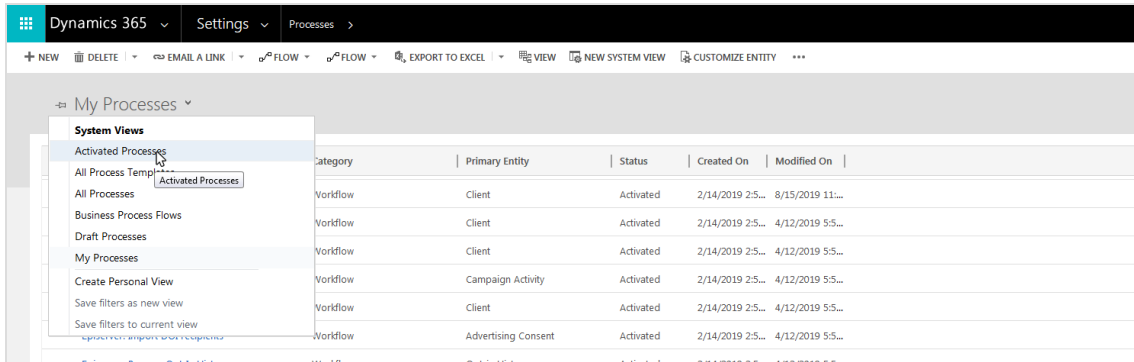 Dynamics 365 Settings Processes >
+ NEW DELETE EMAIL A LINK FLOW FLOW EXPORT TO EXCEL VIEW NEW SYSTEM VIEW CUSTOMIZE ENTITY ...
My Processes
System Views
Activated Processes
All Process Templates
Activated Processes
All Processes
Business Process Flows
Draft Processes
My Processes
Create Personal View
Save filters as new view
Save filters to current view
Category Primary Entity Status Created On Modified On
Workflow Client Activated 2/14/2019 2:5... 8/15/2019 11:...
Workflow Client Activated 2/14/2019 2:5... 4/12/2019 5:5...
Workflow Client Activated 2/14/2019 2:5... 4/12/2019 5:5...
Workflow Campaign Activity Activated 2/14/2019 2:5... 4/12/2019 5:5...
Workflow Client Activated 2/14/2019 2:5... 4/12/2019 5:5...
Episerver: Import DOI recipients Workflow Advertising Consent Activated 2/14/2019 2:5... 4/12/2019 5:5...